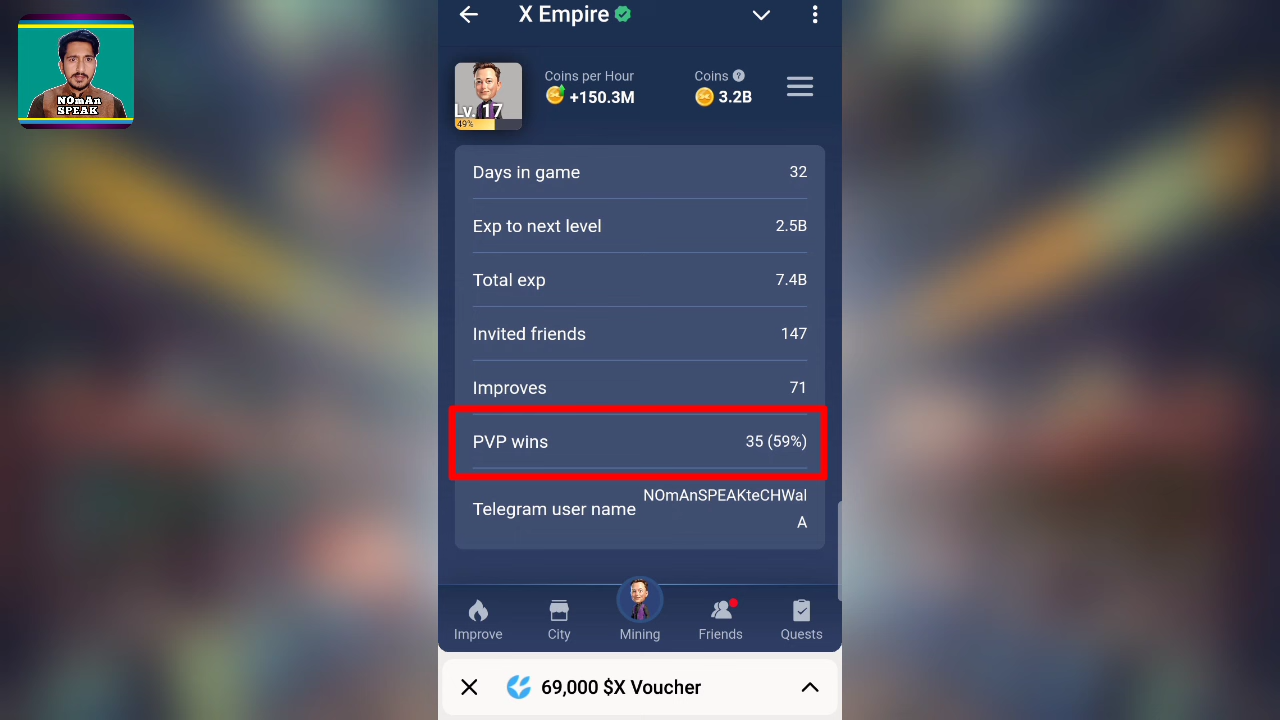 NOmAn
SPEAK
X Empire
Lv. 17
49%
Coins per Hour
+150.3M
Coins ?
3.2B
Days in game 32
Exp to next level 2.5B
Total exp 7.4B
Invited friends 147
Improves 71
PVP wins 35 (59%)
Telegram user name NOmAnSPEAKteCHWal
A
Improve City Mining Friends Quests
69,000 $X Voucher